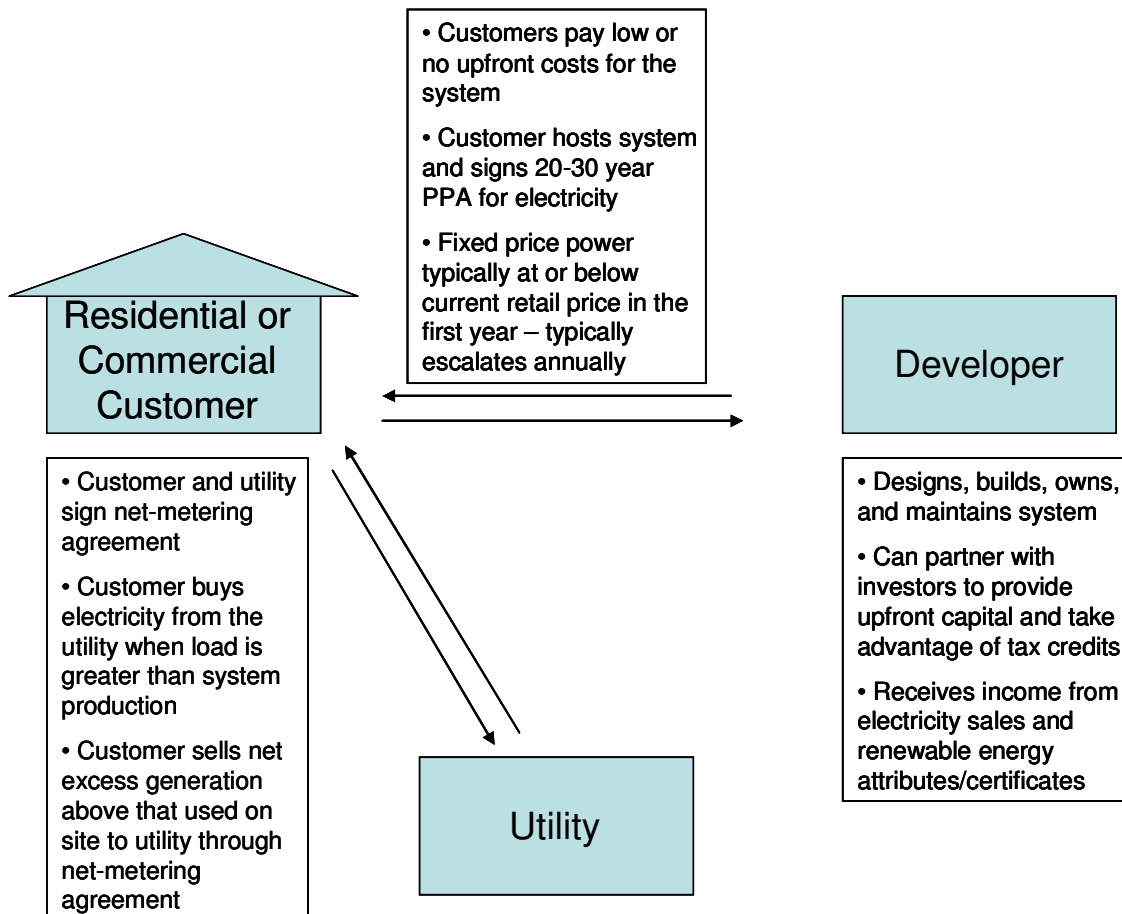 • Customers pay low or
no upfront costs for the
system
• Customer hosts system
and signs 20-30 year
PPA for electricity
• Fixed price power
typically at or below
current retail price in the
first year – typically
escalates annually
Residential or
Commercial
Customer
Developer
• Customer and utility
sign net-metering
agreement
• Customer buys
electricity from the
utility when load is
greater than system
production
• Customer sells net
excess generation
above that used on
site to utility through
net-metering
agreement
• Designs, builds, owns,
and maintains system
• Can partner with
investors to provide
upfront capital and take
advantage of tax credits
• Receives income from
electricity sales and
renewable energy
attributes/certificates
Utility